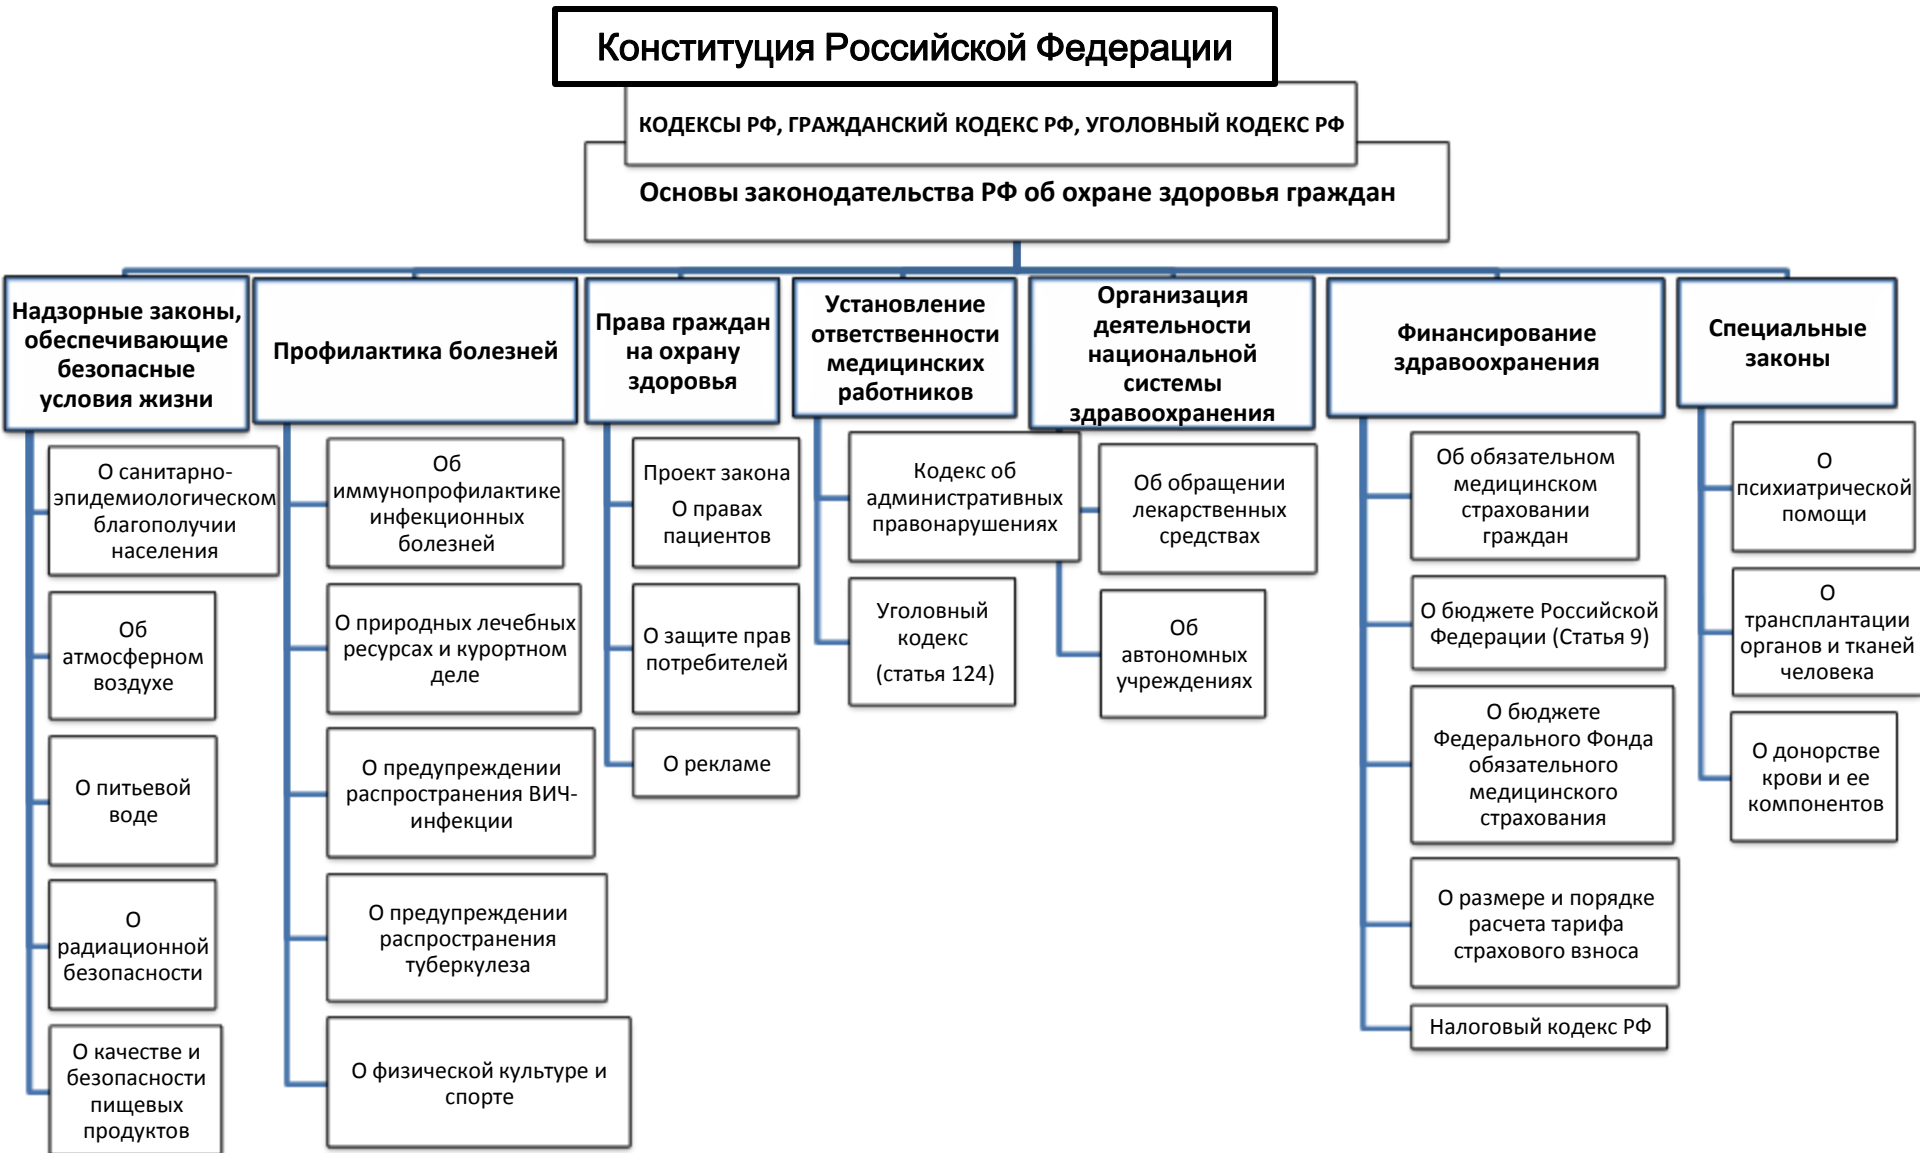 Конституция Российской Федерации
КОДЕКСЫ РФ, ГРАЖДАНСКИЙ КОДЕКС РФ, УГОЛОВНЫЙ КОДЕКС РФ
Основы законодательства РФ об охране здоровья граждан
Надзорные законы,
обеспечивающие
безопасные
условия жизни
О санитарно-
эпидемиологическом
благополучии
населения
Об
атмосферном
воздухе
О питьевой
воде
О
радиационной
безопасности
О качестве и
безопасности
пищевых
продуктов
Профилактика болезней
Об
иммунопрофилактике
инфекционных
болезней
О природных лечебных
ресурсах и курортном
деле
О предупреждении
распространения ВИЧ-
инфекции
О предупреждении
распространения
туберкулеза
О физической культуре и
спорте
Права граждан
на охрану
здоровья
Проект закона
О правах
пациентов
О защите прав
потребителей
О рекламе
Установление
ответственности
медицинских
работников
Кодекс об
административных
правонарушениях
Уголовный
кодекс
(статья 124)
Организация
деятельности
национальной
системы
здравоохранения
Об обращении
лекарственных
средствах
Об
автономных
учреждениях
Финансирование
здравоохранения
Об обязательном
медицинском
страховании
граждан
О бюджете Российской
Федерации (Статья 9)
О бюджете
Федерального Фонда
обязательного
медицинского
страхования
О размере и порядке
расчета тарифа
страхового взноса
Налоговый кодекс РФ
Специальные
законы
О
психиатрической
помощи
О
трансплантации
органов и тканей
человека
О донорстве
крови и ее
компонентов